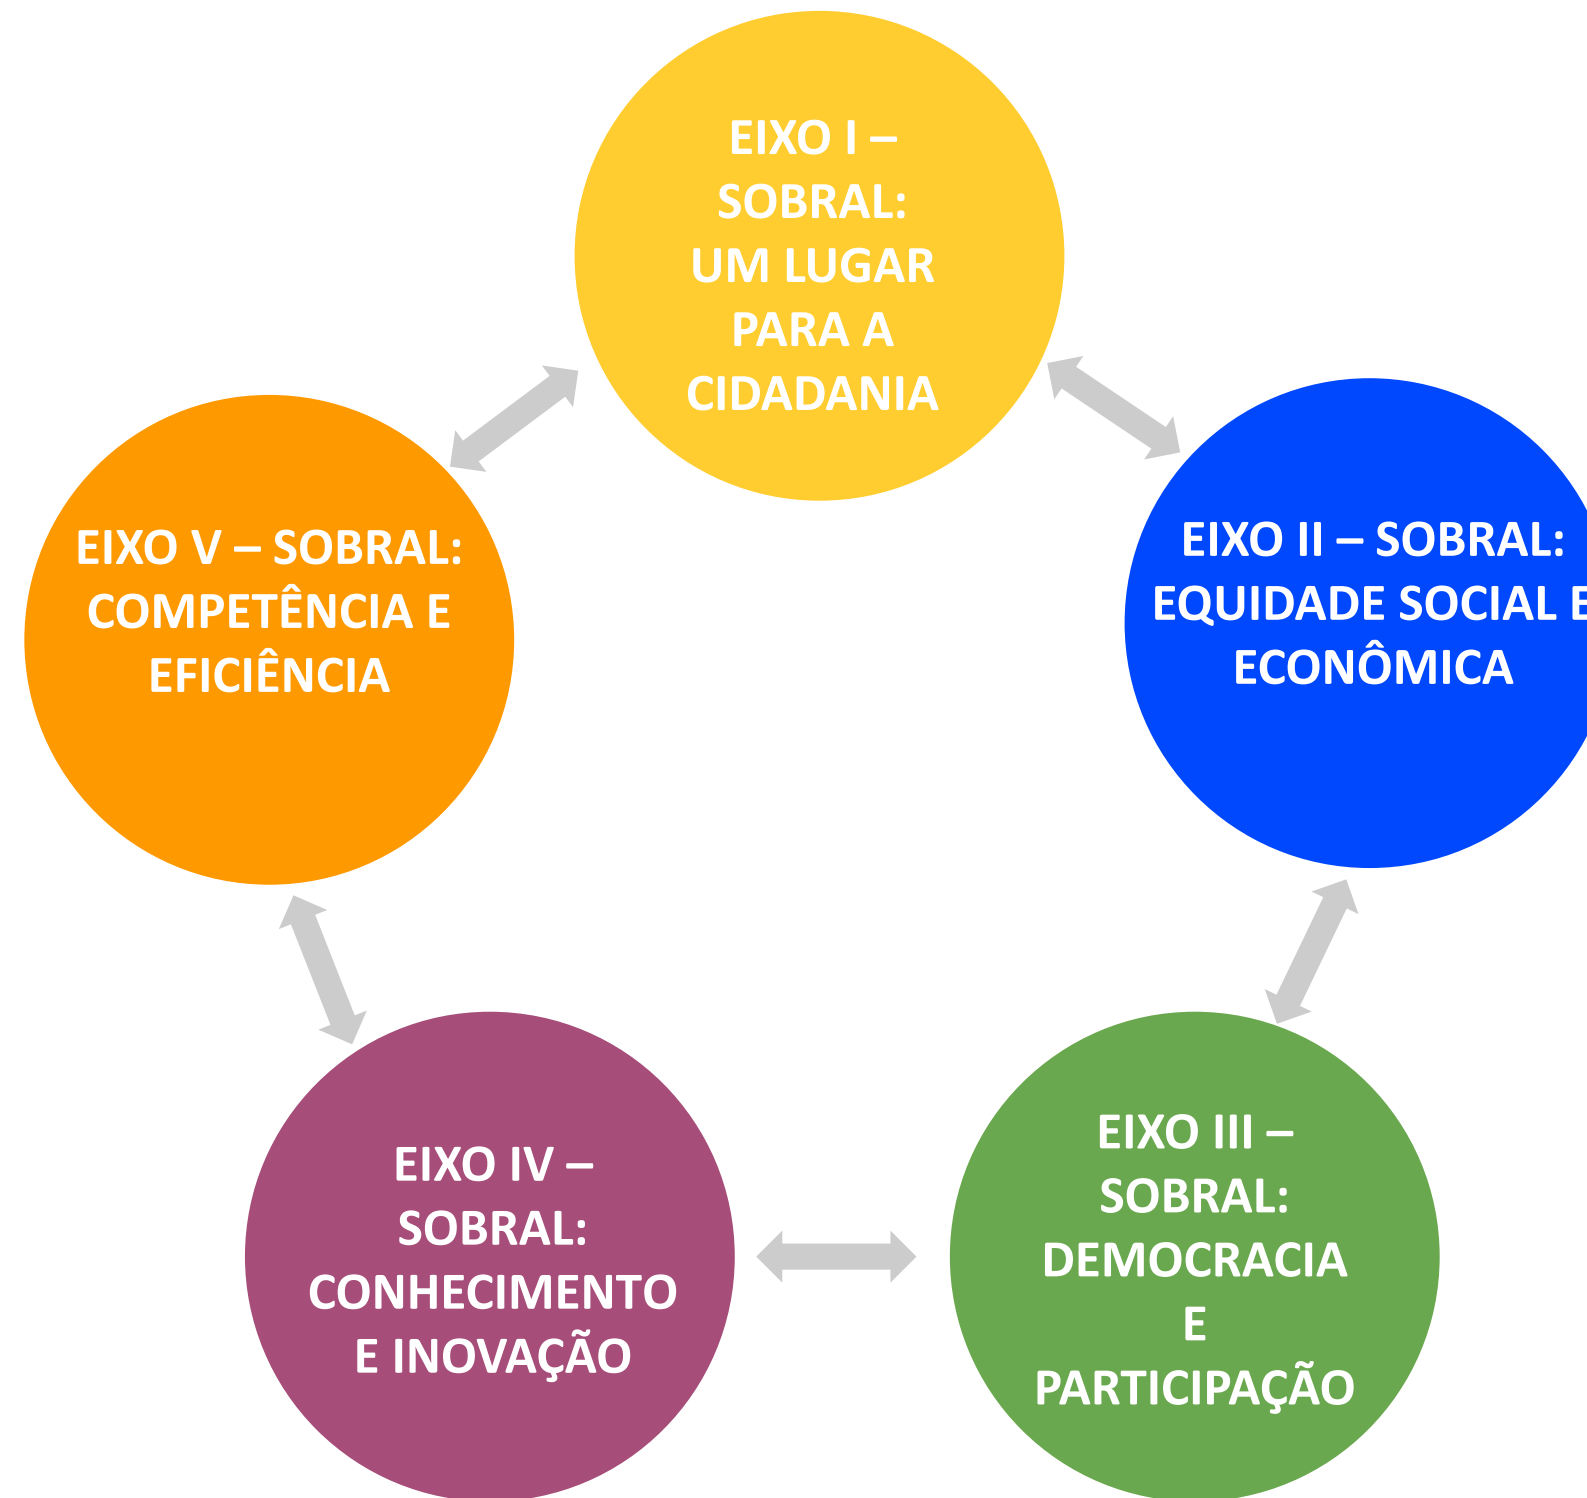 EIXO I –
SOBRAL:
UM LUGAR
PARA A
CIDADANIA
EIXO II – SOBRAL:
EQUIDADE SOCIAL E
ECONÔMICA
EIXO III –
SOBRAL:
DEMOCRACIA
E
PARTICIPAÇÃO
EIXO IV –
SOBRAL:
CONHECIMENTO
E INOVAÇÃO
EIXO V – SOBRAL:
COMPETÊNCIA E
EFICIÊNCIA